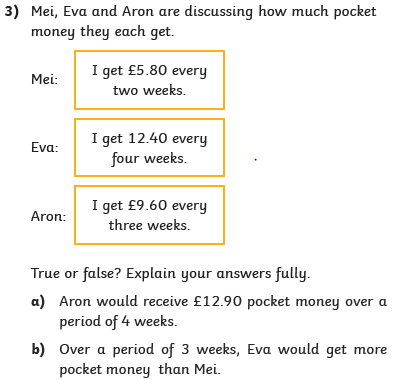 3) Mei, Eva and Aron are discussing how much pocket
money they each get.
Mei:
I get £5.80 every
two weeks.
Eva:
I get 12.40 every
four weeks.
Aron:
I get £9.60 every
three weeks.
True or false? Explain your answers fully.
a) Aron would receive £12.90 pocket money over a
period of 4 weeks.
b) Over a period of 3 weeks, Eva would get more
pocket money than Mei.